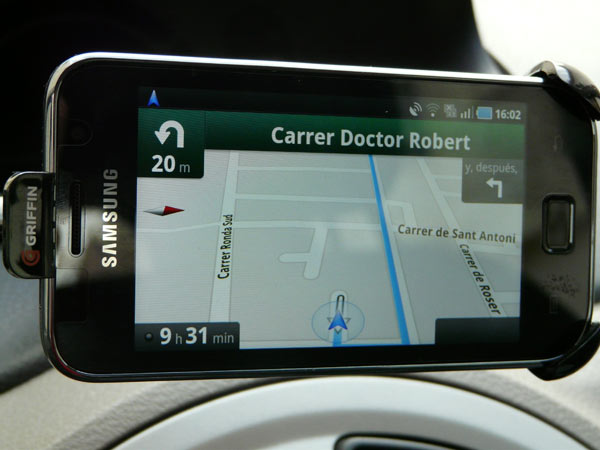 16:02
20 m
Carrer Doctor Robert
y, después,
Carrer Ronda Sud
Carrer de Sant Antoni
Carrer de Roser
9 h 31 min
SAMSUNG
GRIFFIN